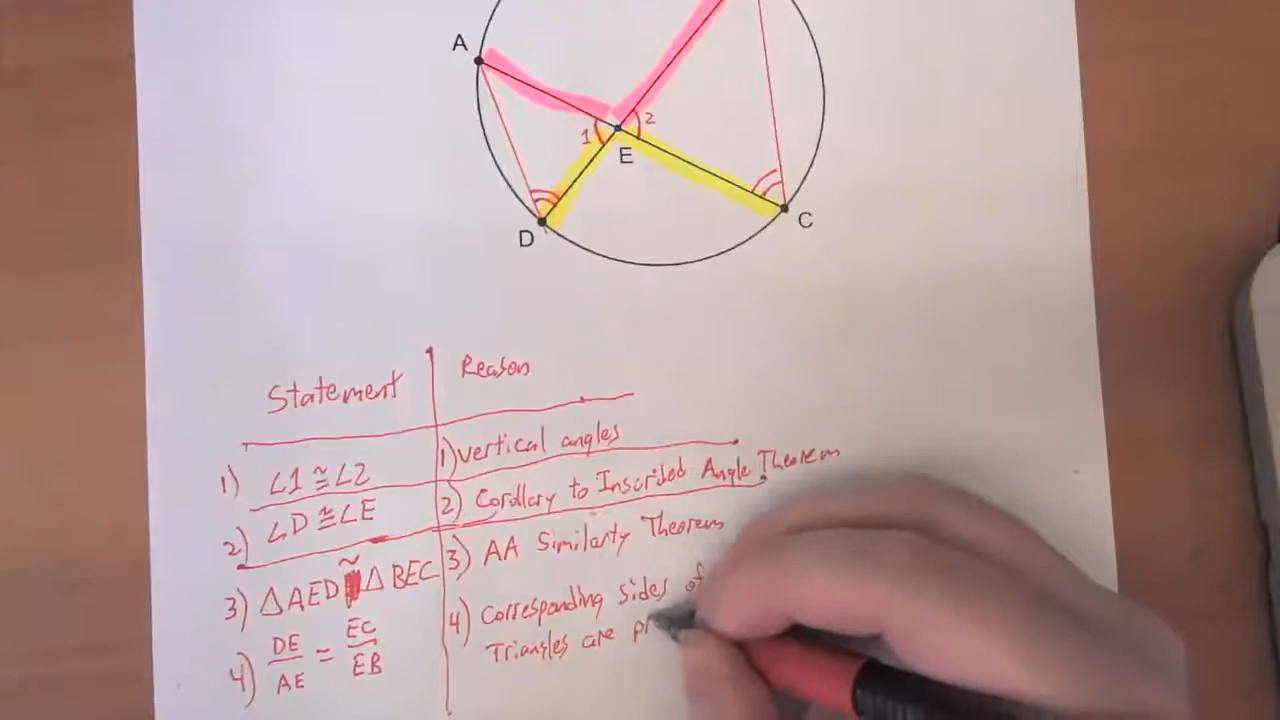 A
1
2
E
D
C
Statement
Reason
1) ∠1 ≅ ∠2
1) vertical angles
2) ∠D ≅ ∠E
2) Corollary to Inscribed Angle Theorem
3) △AED ~ △BEC
3) AA Similarity Theorem
4) DE/AE = EC/EB
4) Corresponding sides of
Triangles are pr